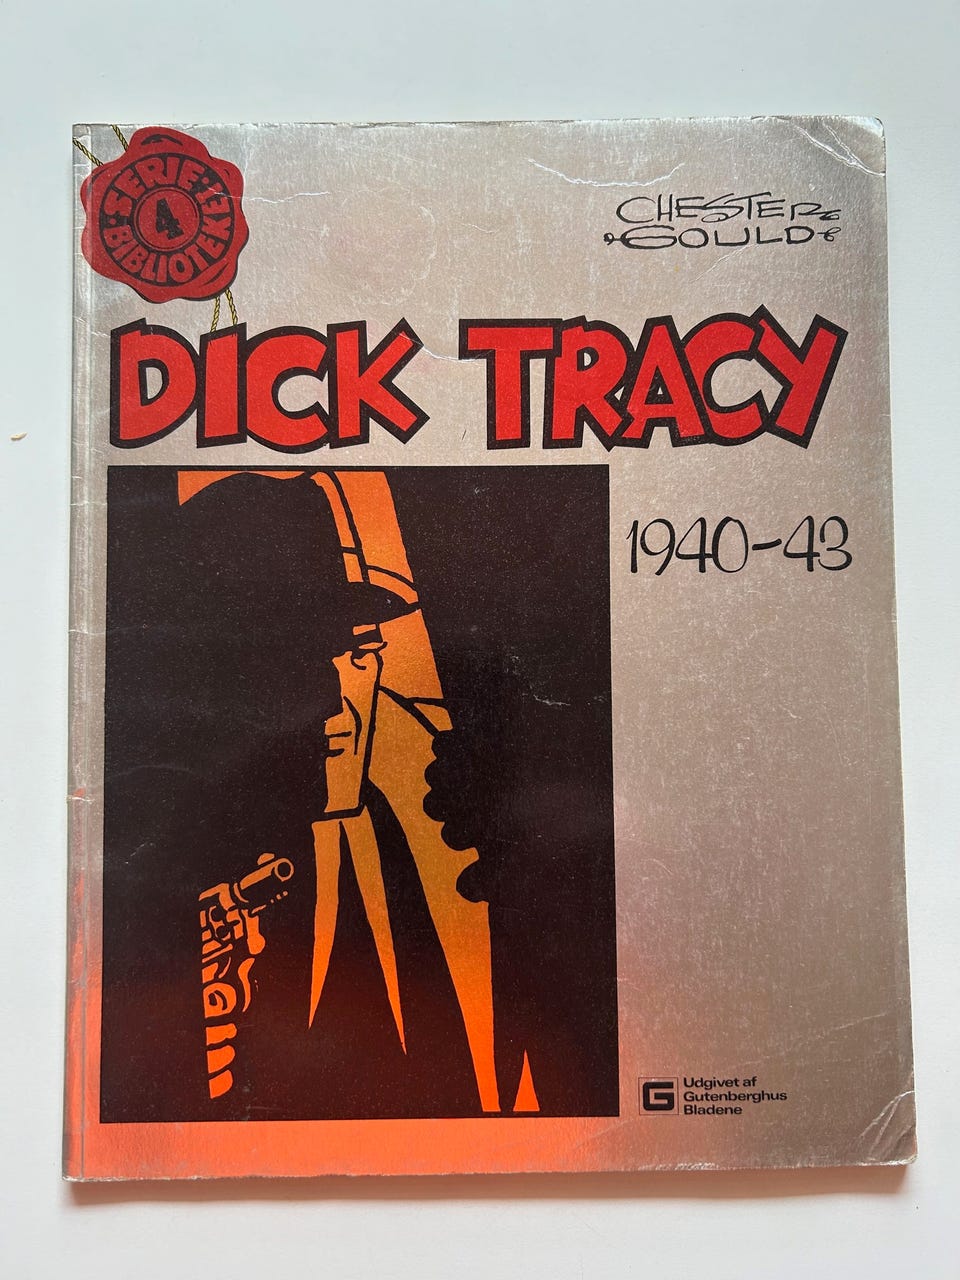 SERIE-
BIBLIOTEKET
4
CHESTER
GOULD
DICK TRACY
1940-43
G
Udgivet af
Gutenberghus
Bladene